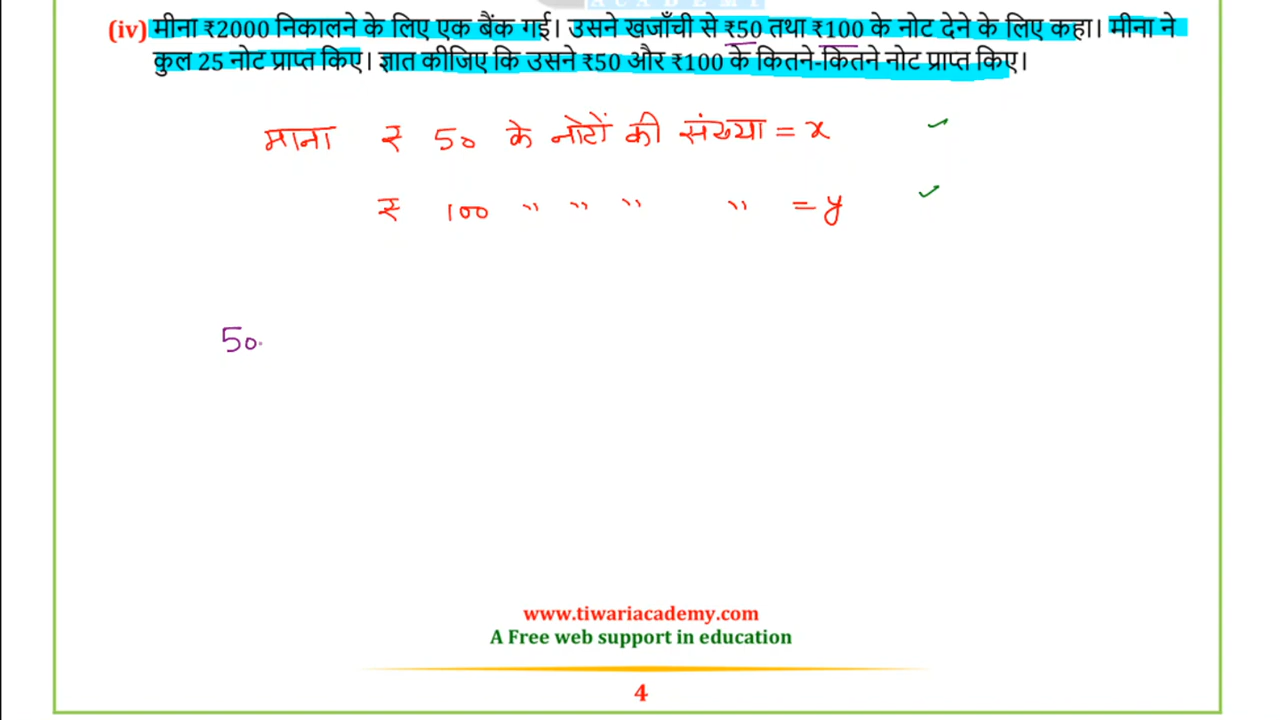 ACADEMY
(iv) मीना ₹2000 निकालने के लिए एक बैंक गई। उसने खजाँची से ₹50 तथा ₹100 के नोट देने के लिए कहा। मीना ने
कुल 25 नोट प्राप्त किए। ज्ञात कीजिए कि उसने ₹50 और ₹100 के कितने-कितने नोट प्राप्त किए।
माना ₹ 50 के नोटों की संख्या = x
₹ 100 " " " " = y
50
www.tiwariacademy.com
A Free web support in education
4